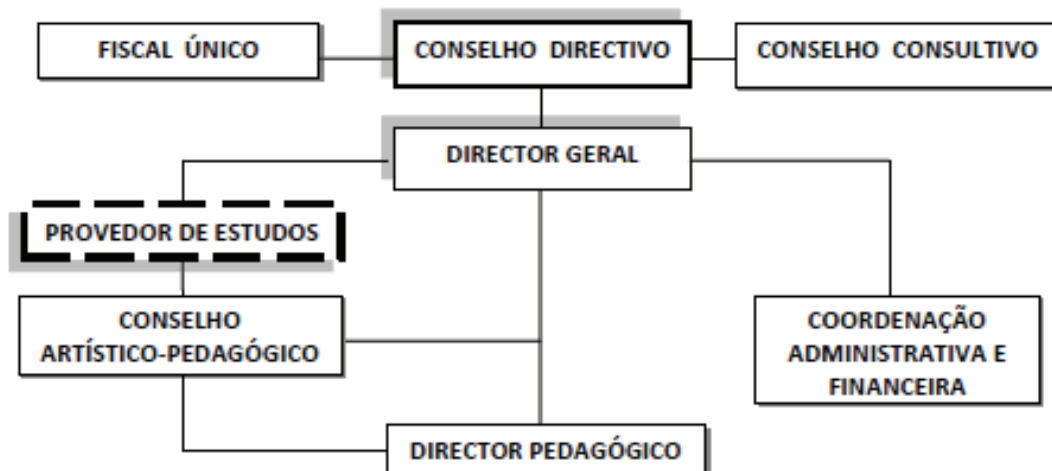 FISCAL ÚNICO
CONSELHO DIRECTIVO
CONSELHO CONSULTIVO
DIRECTOR GERAL
PROVEDOR DE ESTUDOS
CONSELHO
ARTÍSTICO-PEDAGÓGICO
COORDENAÇÃO
ADMINISTRATIVA E
FINANCEIRA
DIRECTOR PEDAGÓGICO